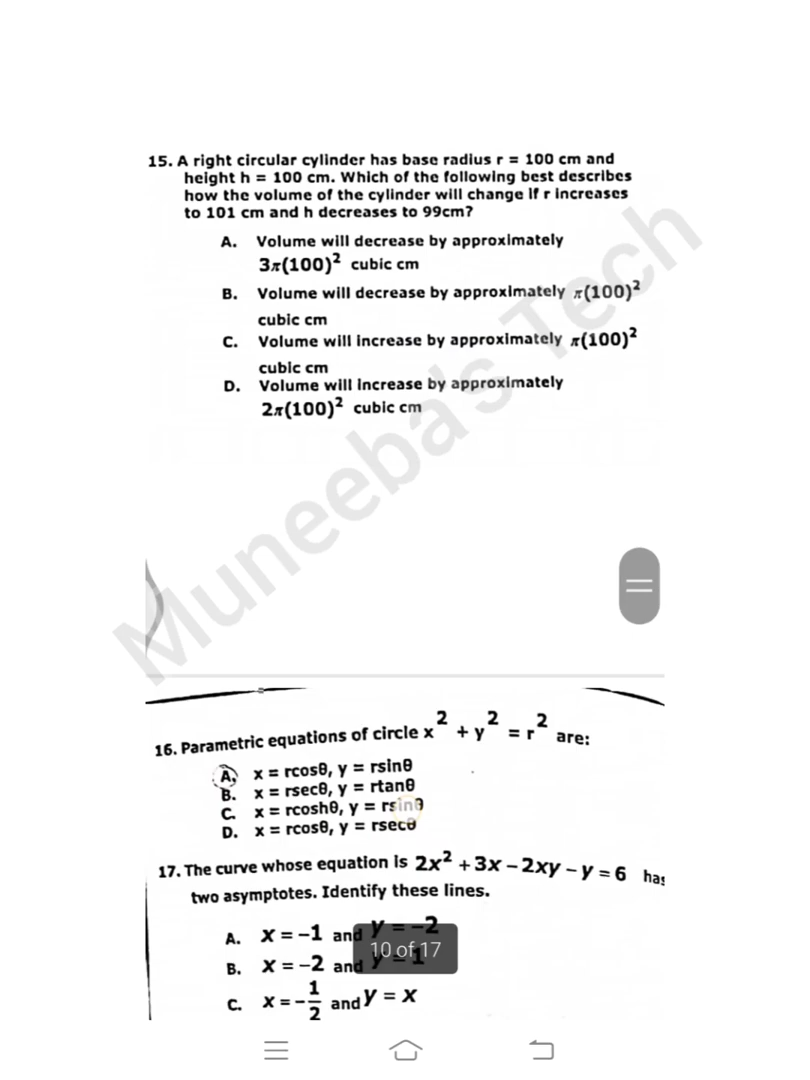 15. A right circular cylinder has base radius r = 100 cm and
height h = 100 cm. Which of the following best describes
how the volume of the cylinder will change if r increases
to 101 cm and h decreases to 99cm?
A. Volume will decrease by approximately
3π(100)² cubic cm
B. Volume will decrease by approximately π(100)²
cubic cm
C. Volume will increase by approximately π(100)²
cubic cm
D. Volume will increase by approximately
2π(100)² cubic cm
Muneeba's Tech
16. Parametric equations of circle x² + y² = r² are:
A. x = rcosθ, y = rsinθ
B. x = rsecθ, y = rtanθ
C. x = rcoshθ, y = rsinθ
D. x = rcosθ, y = rsecθ
17. The curve whose equation is 2x² + 3x – 2xy – y = 6 has
two asymptotes. Identify these lines.
A. x = –1 and y = –2
B. x = –2 and y = 1
10 of 17
C. x = –1/2 and y = x